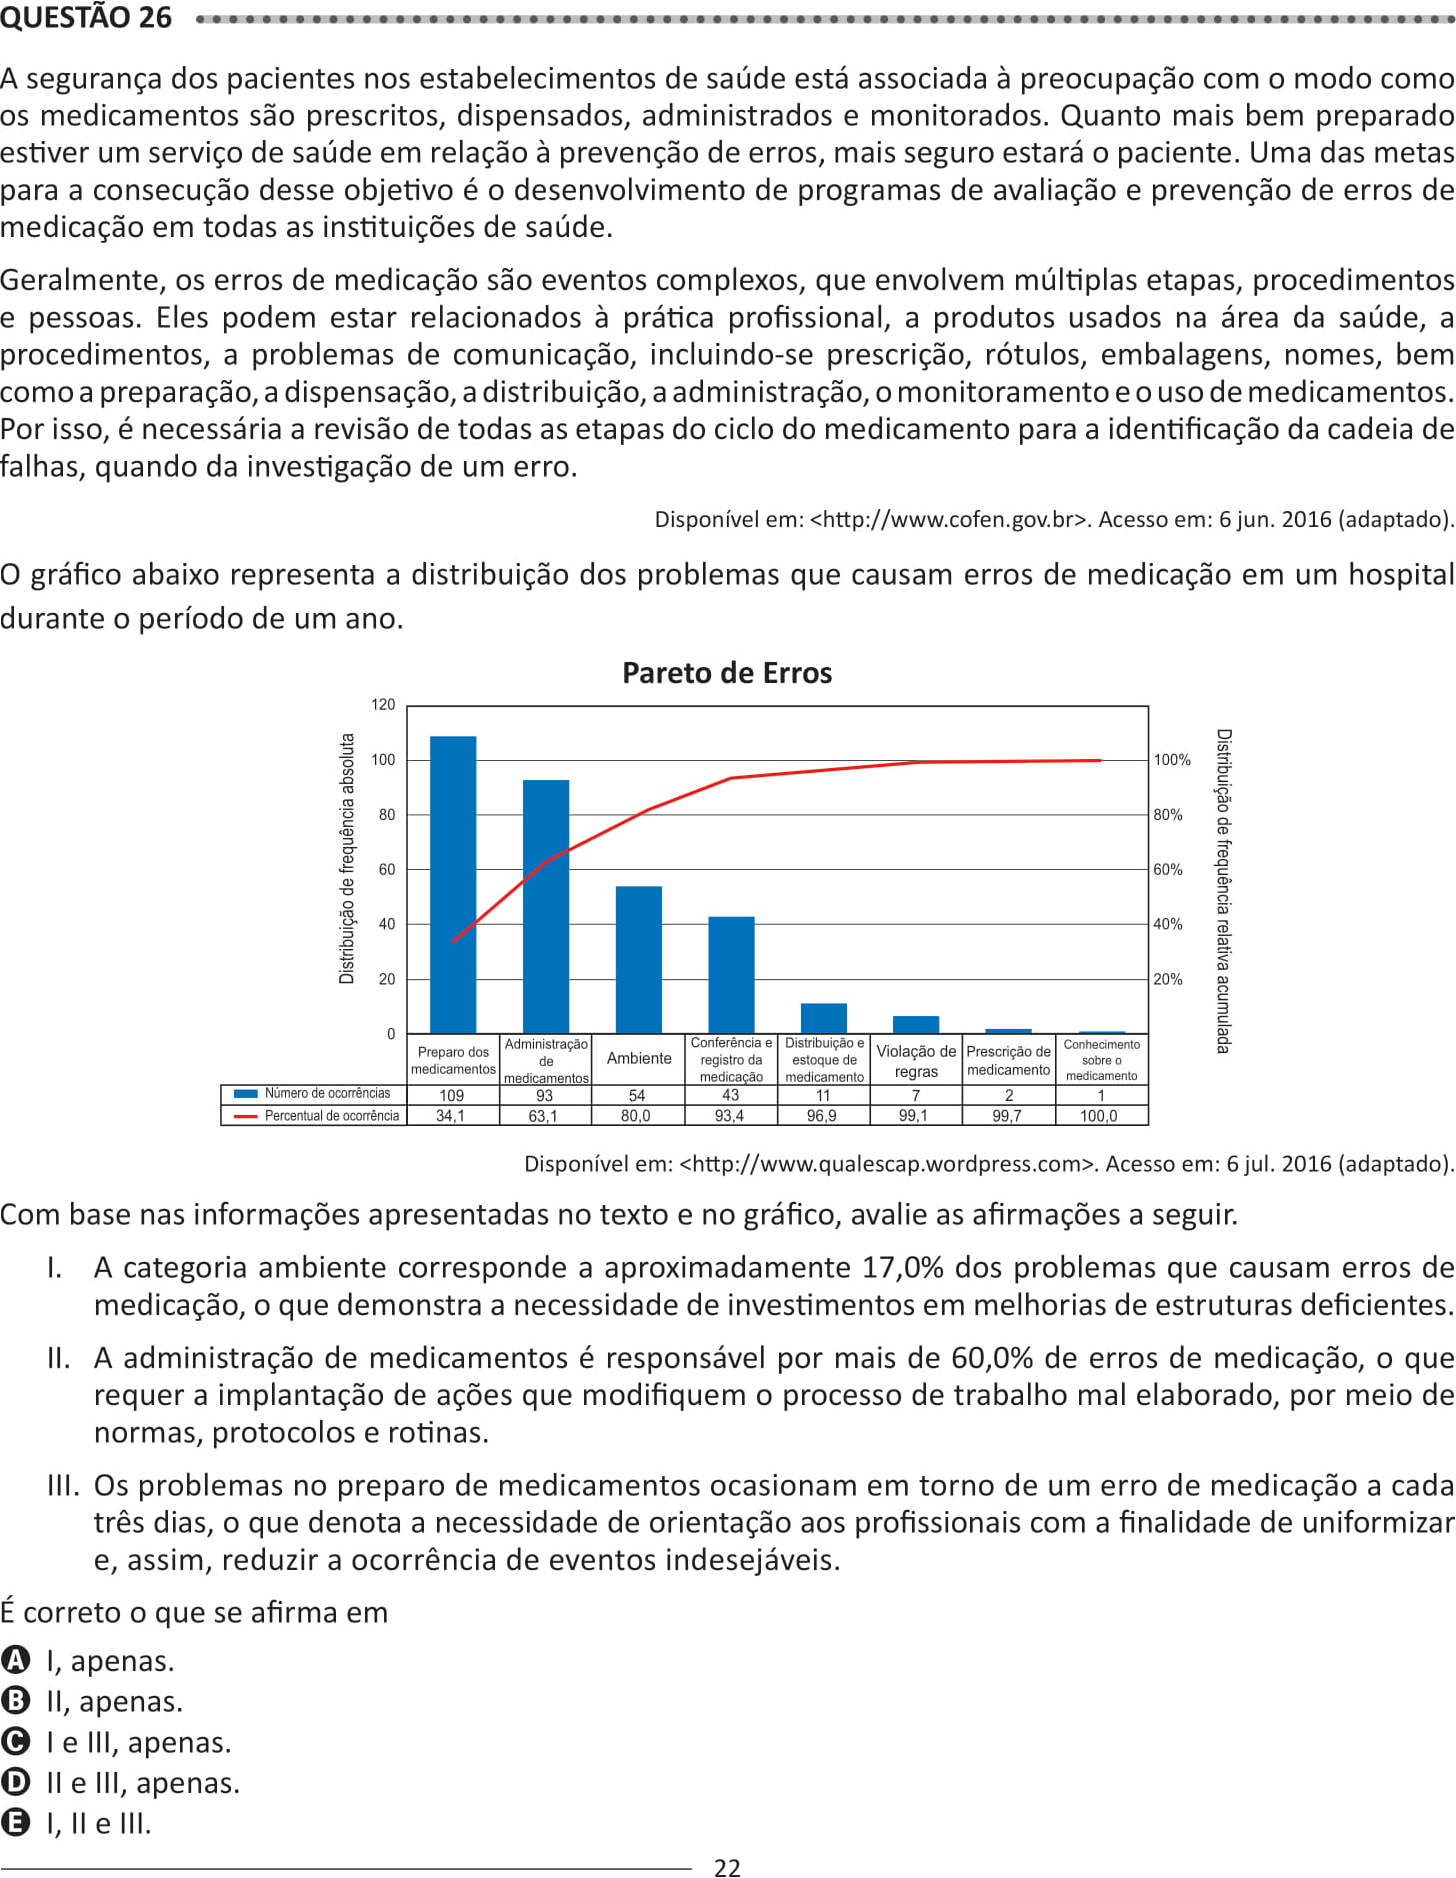 QUESTÃO 26
A segurança dos pacientes nos estabelecimentos de saúde está associada à preocupação com o modo como
os medicamentos são prescritos, dispensados, administrados e monitorados. Quanto mais bem preparado
estiver um serviço de saúde em relação à prevenção de erros, mais seguro estará o paciente. Uma das metas
para a consecução desse objetivo é o desenvolvimento de programas de avaliação e prevenção de erros de
medicação em todas as instituições de saúde.
Geralmente, os erros de medicação são eventos complexos, que envolvem múltiplas etapas, procedimentos
e pessoas. Eles podem estar relacionados à prática profissional, a produtos usados na área da saúde, a
procedimentos, a problemas de comunicação, incluindo-se prescrição, rótulos, embalagens, nomes, bem
como a preparação, a dispensação, a distribuição, a administração, o monitoramento e o uso de medicamentos.
Por isso, é necessária a revisão de todas as etapas do ciclo do medicamento para a identificação da cadeia de
falhas, quando da investigação de um erro.
Disponível em: <http://www.cofen.gov.br>. Acesso em: 6 jun. 2016 (adaptado).
O gráfico abaixo representa a distribuição dos problemas que causam erros de medicação em um hospital
durante o período de um ano.
Pareto de Erros
Distribuição de frequência absoluta
120
100
80
60
40
20
0
100%
80%
60%
40%
20%
Distribuição de frequência relativa acumulada
Preparo dos
medicamentos
Administração
de
medicamentos
Ambiente
Conferência e
registro da
medicação
Distribuição e
estoque de
medicamento
Violação de
regras
Prescrição de
medicamento
Conhecimento
sobre o
medicamento
Número de ocorrências 109 93 54 43 11 7 2 1
Percentual de ocorrência 34,1 63,1 80,0 93,4 96,9 99,1 99,7 100,0
Disponível em: <http://www.qualescap.wordpress.com>. Acesso em: 6 jul. 2016 (adaptado).
Com base nas informações apresentadas no texto e no gráfico, avalie as afirmações a seguir.
I. A categoria ambiente corresponde a aproximadamente 17,0% dos problemas que causam erros de
medicação, o que demonstra a necessidade de investimentos em melhorias de estruturas deficientes.
II. A administração de medicamentos é responsável por mais de 60,0% de erros de medicação, o que
requer a implantação de ações que modifiquem o processo de trabalho mal elaborado, por meio de
normas, protocolos e rotinas.
III. Os problemas no preparo de medicamentos ocasionam em torno de um erro de medicação a cada
três dias, o que denota a necessidade de orientação aos profissionais com a finalidade de uniformizar
e, assim, reduzir a ocorrência de eventos indesejáveis.
É correto o que se afirma em
A I, apenas.
B II, apenas.
C I e III, apenas.
D II e III, apenas.
E I, II e III.
22